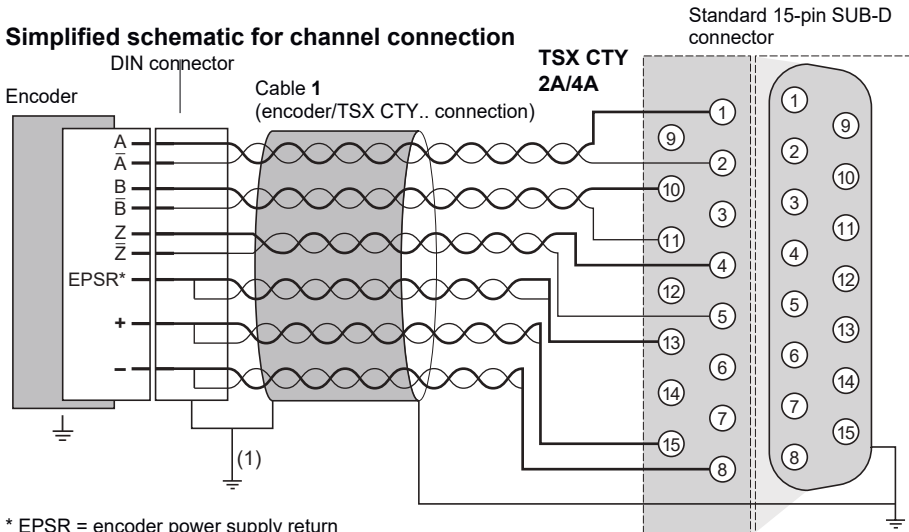 Standard 15-pin SUB-D
connector
Simplified schematic for channel connection
DIN connector
TSX CTY
2A/4A
Encoder
Cable 1
(encoder/TSX CTY.. connection)
A
A̅
B
B̅
Z
Z̅
EPSR*
+
–
(1)
1
9
2
10
3
11
4
12
5
13
6
14
7
15
8
1
9
2
10
3
11
4
12
5
13
6
14
7
15
8
* EPSR = encoder power supply return